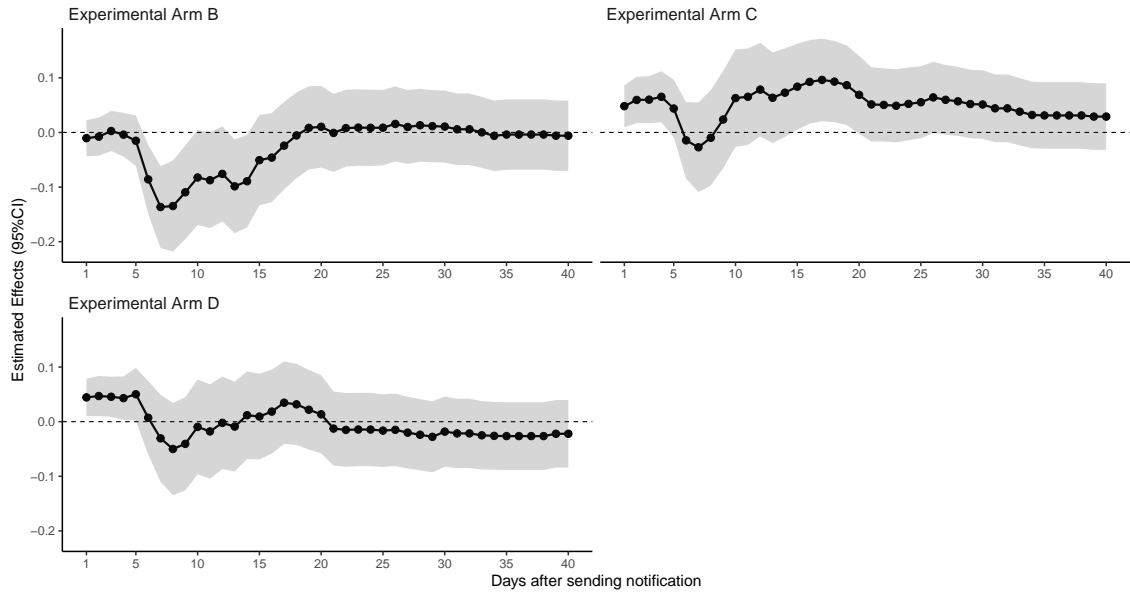 Experimental Arm B
Experimental Arm C
0.1
0.0
−0.1
−0.2
1 5 10 15 20 25 30 35 40
1 5 10 15 20 25 30 35 40
Experimental Arm D
Estimated Effects (95%CI)
0.1
0.0
−0.1
−0.2
1 5 10 15 20 25 30 35 40
Days after sending notification